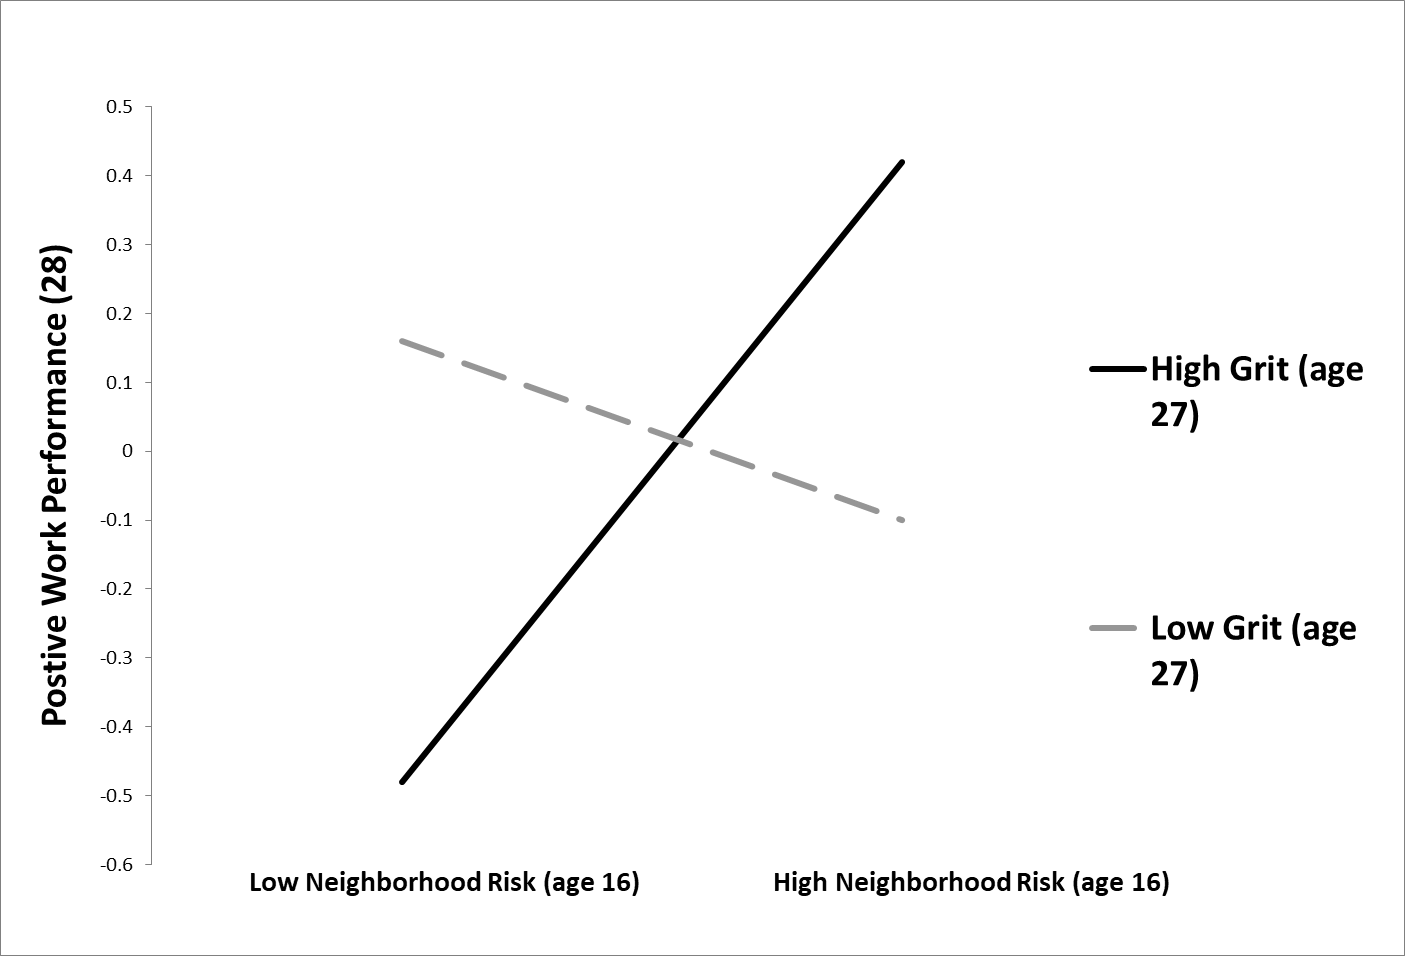 0.5
0.4
0.3
0.2
0.1
0
-0.1
-0.2
-0.3
-0.4
-0.5
-0.6
Postive Work Performance (28)
Low Neighborhood Risk (age 16)
High Neighborhood Risk (age 16)
High Grit (age
27)
Low Grit (age
27)